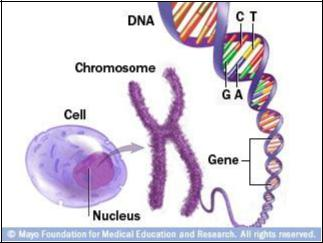 DNA
C T
G A
Chromosome
Cell
Gene
Nucleus
© Mayo Foundation for Medical Education and Research. All rights reserved.